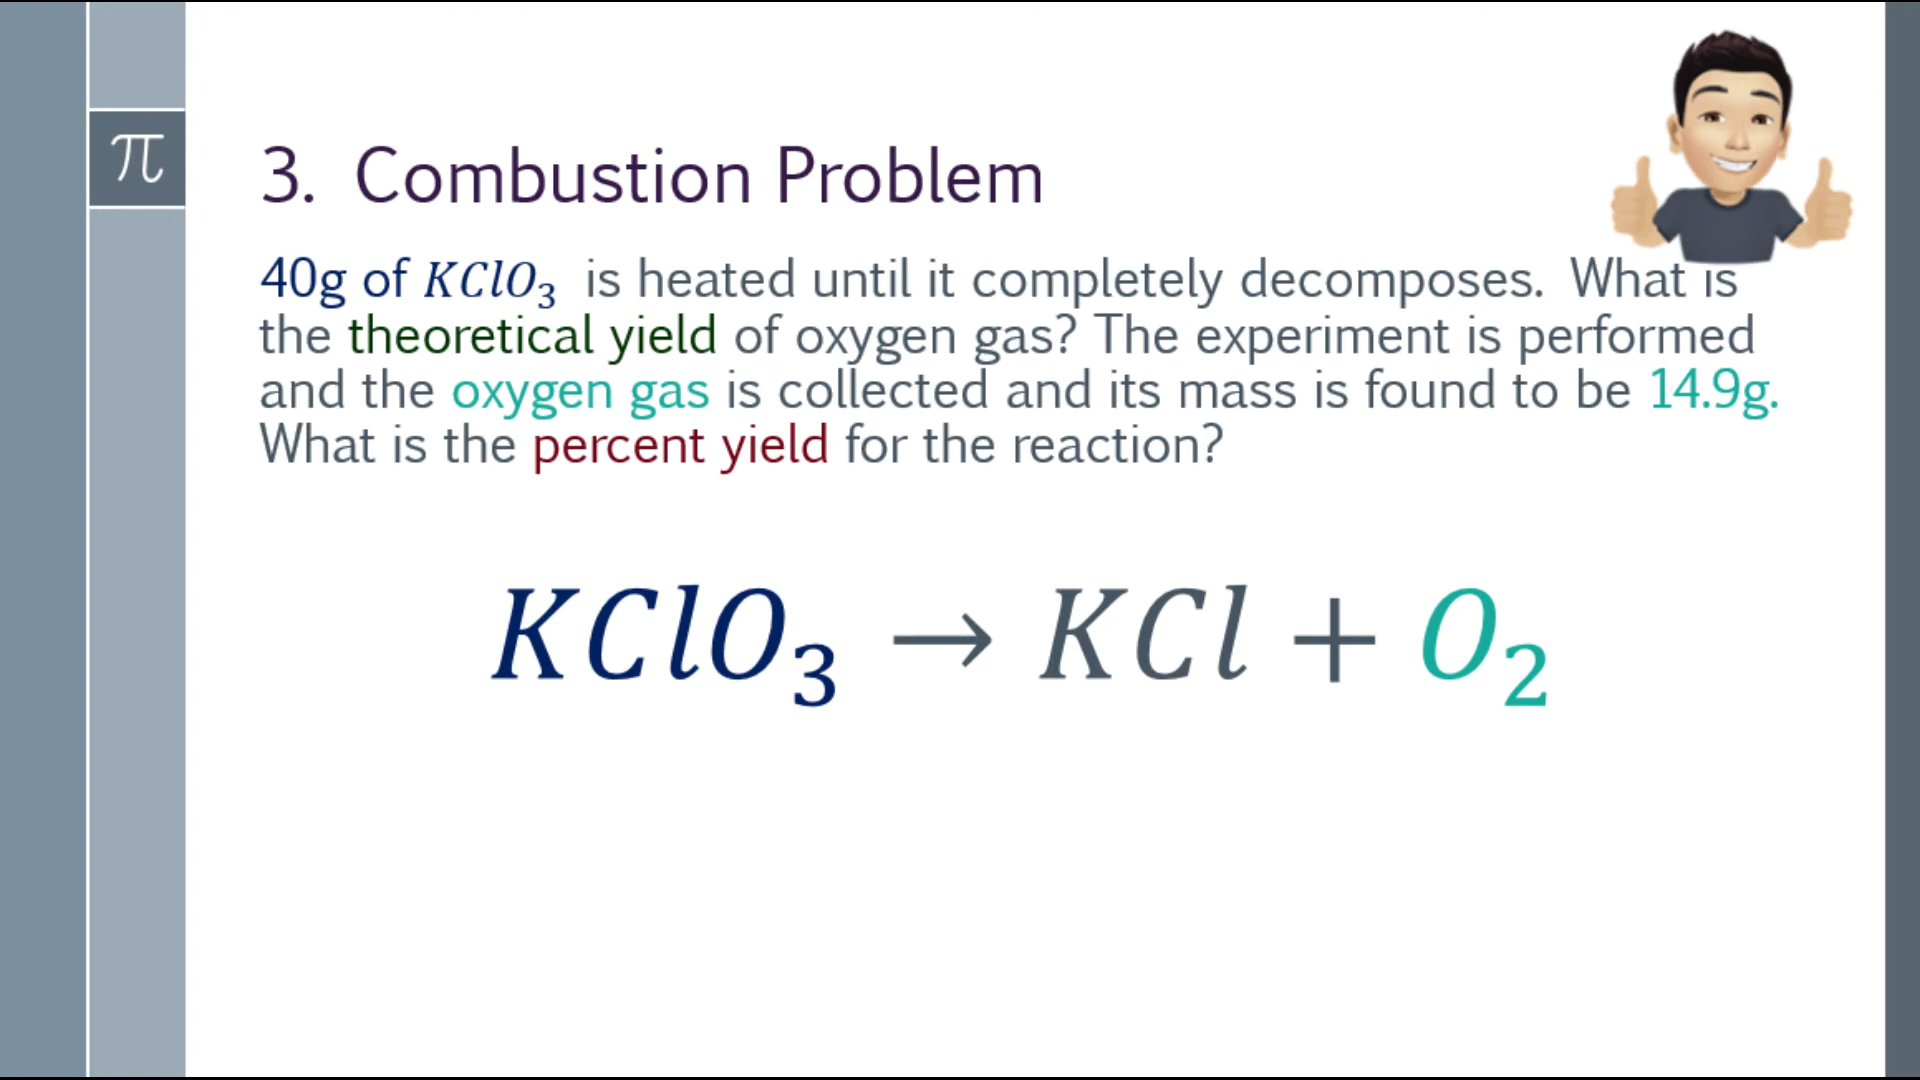 π
3. Combustion Problem
40g of KClO₃ is heated until it completely decomposes. What is
the theoretical yield of oxygen gas? The experiment is performed
and the oxygen gas is collected and its mass is found to be 14.9g.
What is the percent yield for the reaction?
KClO₃ → KCl + O₂